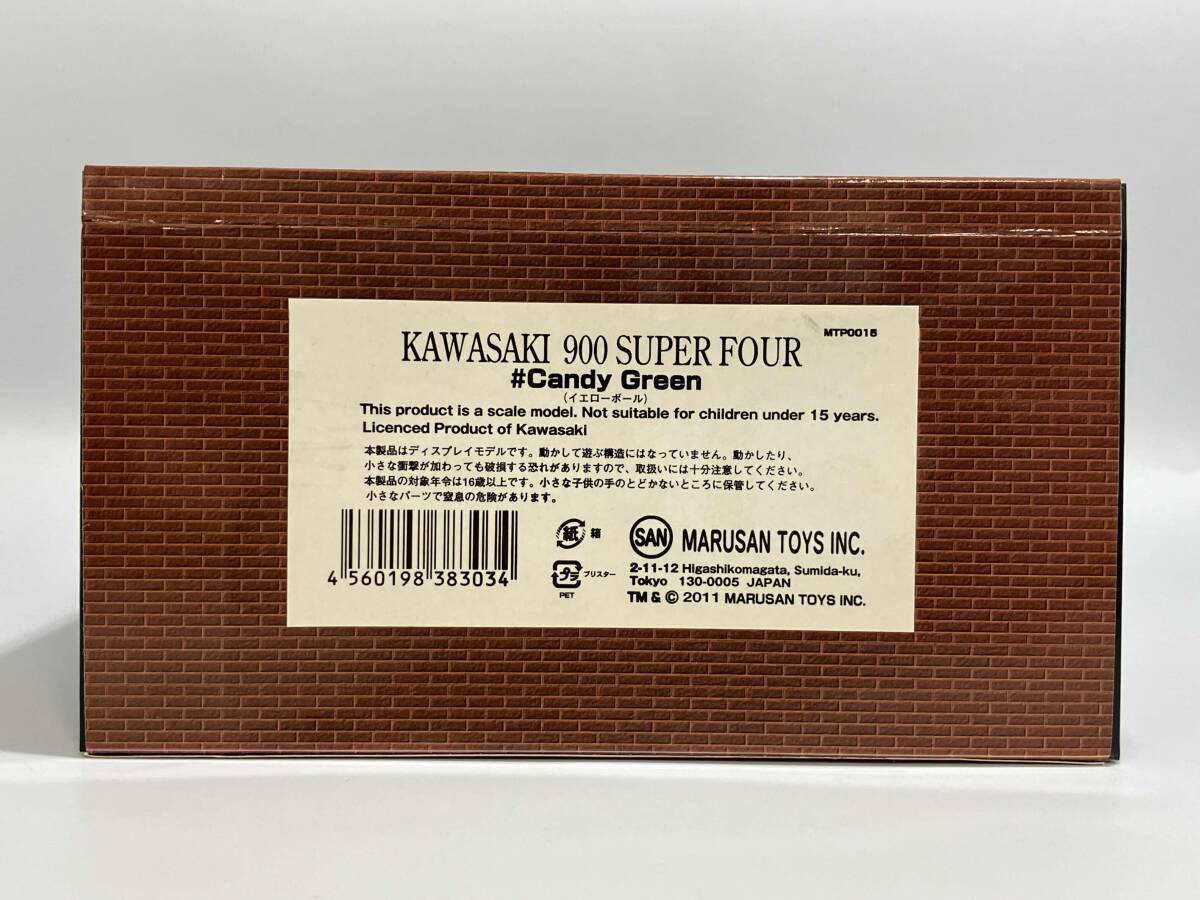 MTP0015
KAWASAKI 900 SUPER FOUR
#Candy Green
(イエローボール)
This product is a scale model. Not suitable for children under 15 years.
Licenced Product of Kawasaki
本製品はディスプレイモデルです。動かして遊ぶ構造にはなっていません。動かしたり、
小さな衝撃が加わっても破損する恐れがありますので、取扱いには十分注意してください。
本製品の対象年令は16歳以上です。小さな子供の手のとどかないところに保管してください。
小さなパーツで窒息の危険があります。
4 560198 383034
紙 箱
プラ ブリスター
PET
SAN MARUSAN TOYS INC.
2-11-12 Higashikomagata, Sumida-ku,
Tokyo 130-0005 JAPAN
TM & © 2011 MARUSAN TOYS INC.